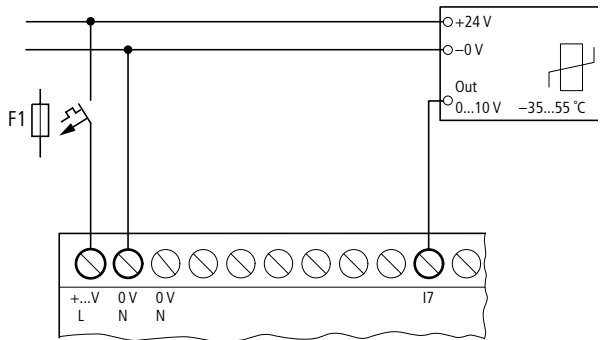 +24 V
–0 V
Out
0...10 V –35...55 °C
F1
+...V 0 V 0 V I7
L N N